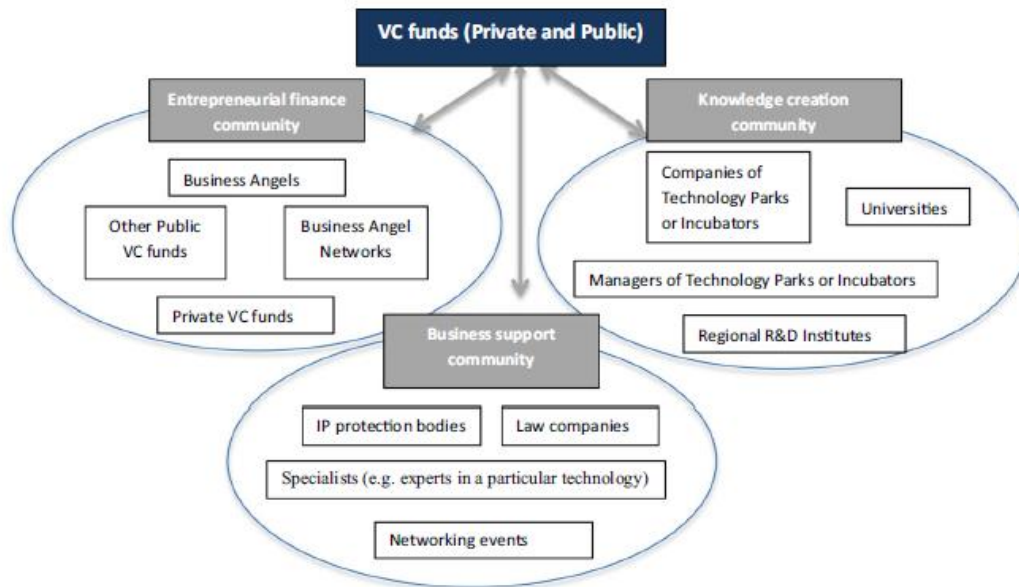 VC funds (Private and Public)
Entrepreneurial finance
community
Business Angels
Other Public
VC funds
Business Angel
Networks
Private VC funds
Knowledge creation
community
Companies of
Technology Parks
or Incubators
Universities
Managers of Technology Parks or Incubators
Regional R&D Institutes
Business support
community
IP protection bodies
Law companies
Specialists (e.g. experts in a particular technology)
Networking events